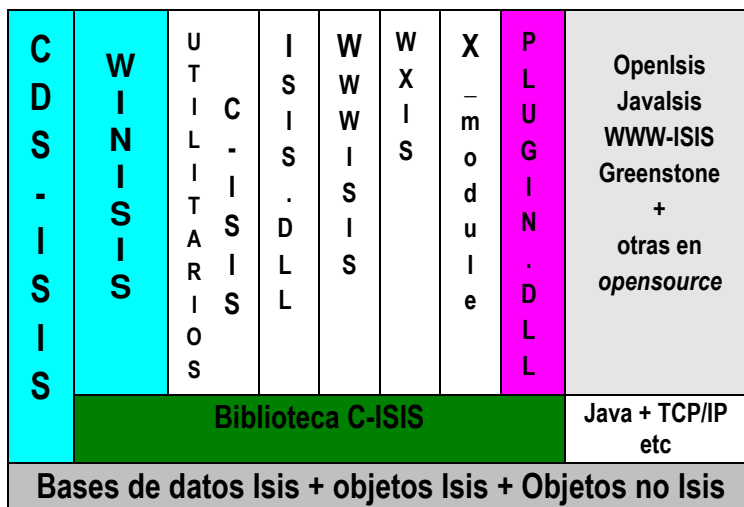 CDS-ISIS
WINISIS
UTILITARIOS
C-ISIS
ISIS.DLL
WWWISIS
WXIS
X_module
PLUGIN.DLL
OpenIsis
JavaIsis
WWW-ISIS
Greenstone
+
otras en
opensource
Biblioteca C-ISIS
Java + TCP/IP
etc
Bases de datos Isis + objetos Isis + Objetos no Isis